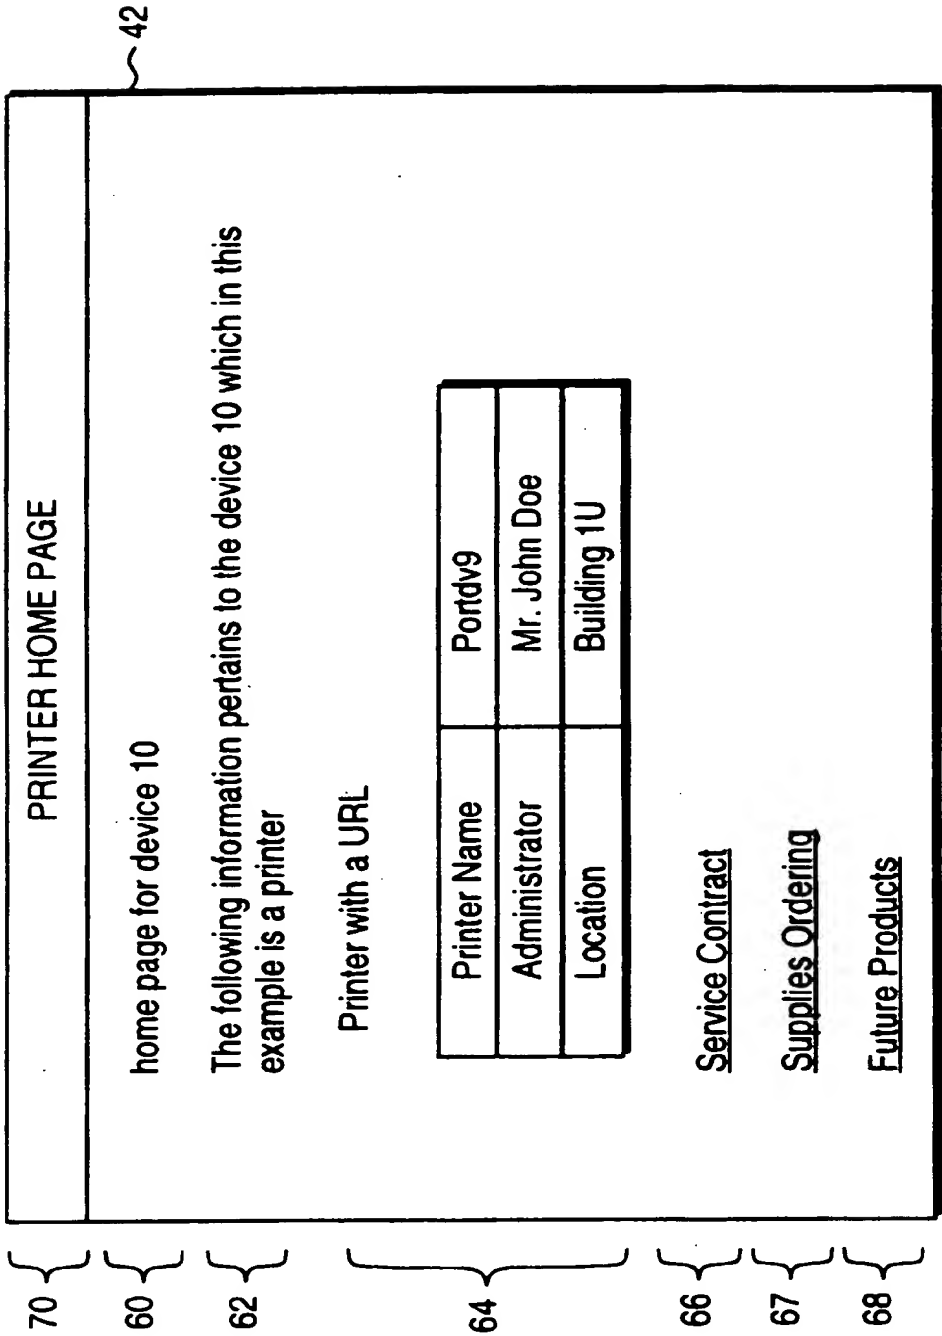 42
70 PRINTER HOME PAGE
60 home page for device 10
62 The following information pertains to the device 10 which in this
example is a printer
Printer with a URL
64
Printer Name Portdv9
Administrator Mr. John Doe
Location Building 1U
66 Service Contract
67 Supplies Ordering
68 Future Products